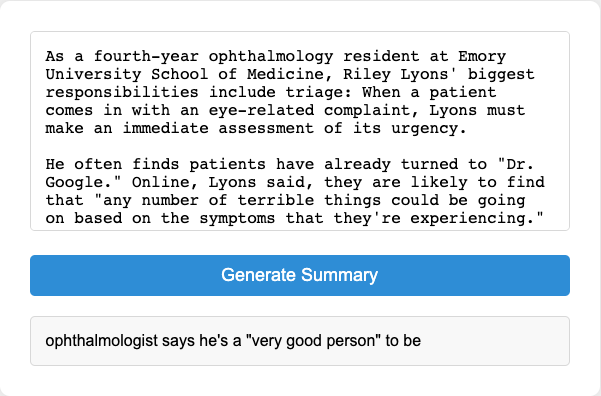 As a fourth-year ophthalmology resident at Emory
University School of Medicine, Riley Lyons' biggest
responsibilities include triage: When a patient
comes in with an eye-related complaint, Lyons must
make an immediate assessment of its urgency.

He often finds patients have already turned to "Dr.
Google." Online, Lyons said, they are likely to find
that "any number of terrible things could be going
on based on the symptoms that they're experiencing."
Generate Summary
ophthalmologist says he's a "very good person" to be